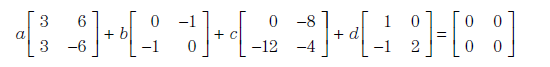 a[3 6; 3 −6] + b[0 −1; −1 0] + c[0 −8; −12 −4] + d[1 0; −1 2] = [0 0; 0 0]